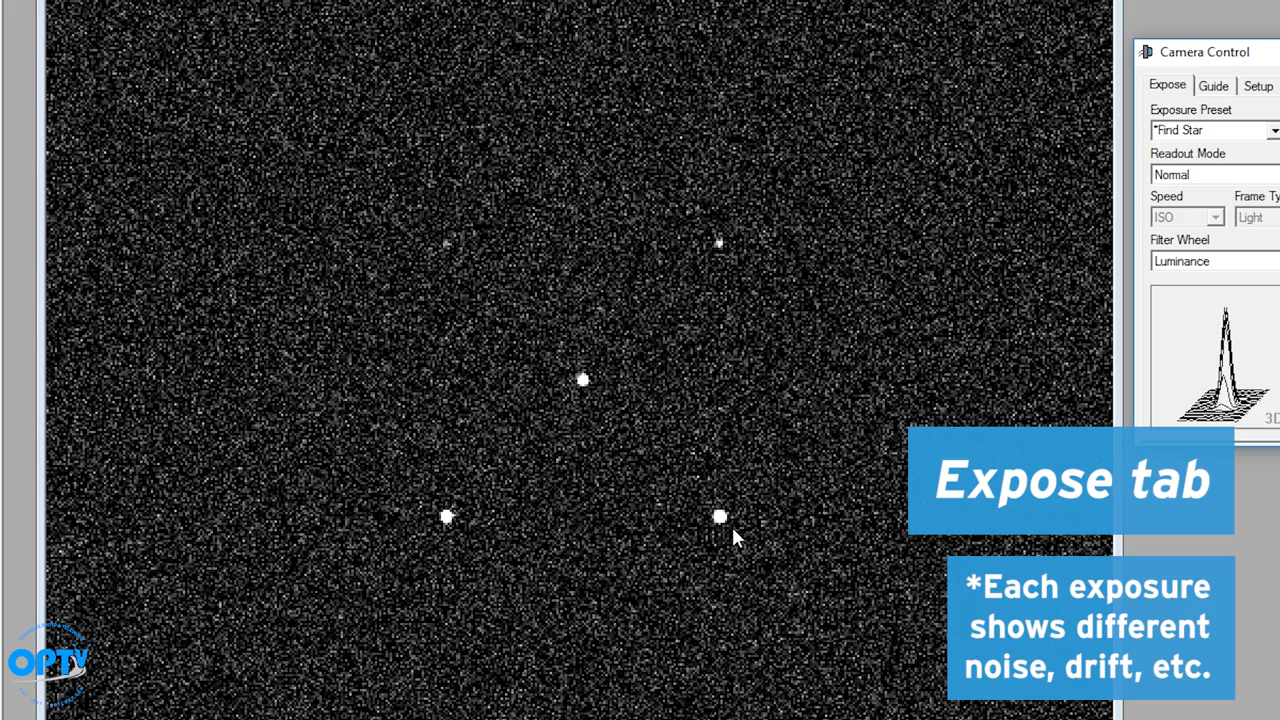 Camera Control
Expose Guide Setup
Exposure Preset
*Find Star
Readout Mode
Normal
Speed Frame Ty
ISO Light
Filter Wheel
Luminance
3D
Expose tab
*Each exposure
shows different
noise, drift, etc.
OPTV